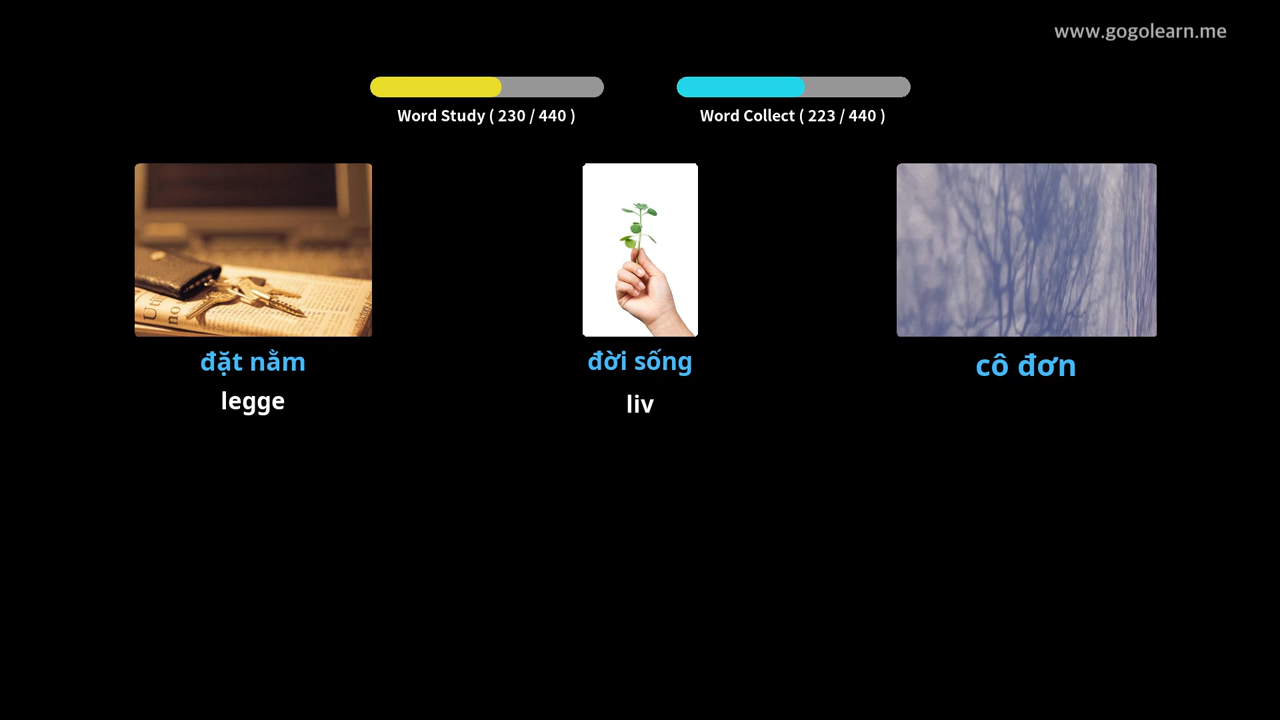 www.gogolearn.me
Word Study ( 230 / 440 )
Word Collect ( 223 / 440 )
đặt nằm
legge
đời sống
liv
cô đơn